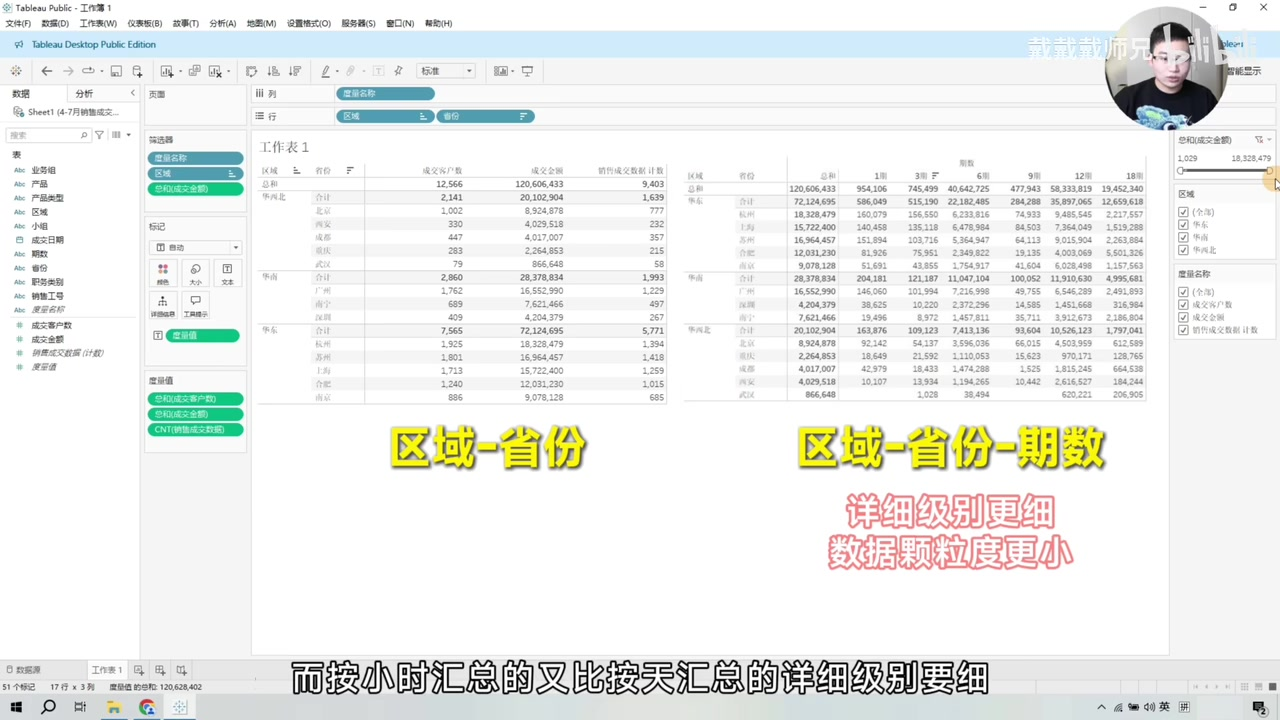 Tableau Public - 工作簿 1
文件(F) 数据(D) 工作表(W) 仪表板(B) 故事(T) 分析(A) 地图(M) 设置格式(O) 服务器(S) 窗口(N) 帮助(H)
Tableau Desktop Public Edition
戴戴戴师兄
标准
智能显示
数据 分析
Sheet1 (4-7月销售成交...
搜索
表
Abc 业务组
Abc 产品
Abc 产品类型
Abc 区域
Abc 小组
成交日期
Abc 期数
Abc 省份
Abc 职务类别
Abc 销售工号
Abc 度量名称
成交客户数
成交金额
销售成交数据 (计数)
度量值
页面
筛选器
度量名称
区域
总和(成交金额)
标记
自动
颜色 大小 文本
详细信息 工具提示
度量值
度量值
总和(成交客户数)
总和(成交金额)
CNT(销售成交数据)
列 度量名称
行 区域 省份
工作表 1
区域 省份 成交客户数 成交金额 销售成交数据 计数
总和 12,566 120,606,433 9,403
华西北 合计 2,141 20,102,904 1,639
北京 1,002 8,924,878 777
西安 330 4,029,518 232
成都 447 4,017,007 357
重庆 283 2,264,853 215
武汉 79 866,648 58
华南 合计 2,860 28,378,834 1,993
广州 1,762 16,552,990 1,229
南宁 689 7,621,466 497
深圳 409 4,204,379 267
华东 合计 7,565 72,124,695 5,771
杭州 1,925 18,328,479 1,394
苏州 1,801 16,964,457 1,418
上海 1,713 15,722,400 1,259
合肥 1,240 12,031,230 1,015
南京 886 9,078,128 685
期数
区域 省份 总和 1期 3期 6期 9期 12期 18期
总和 120,606,433 954,106 745,499 40,642,725 477,943 58,333,819 19,452,340
华东 合计 72,124,695 586,049 515,190 22,182,485 284,288 35,897,065 12,659,618
杭州 18,328,479 160,079 156,550 6,233,816 74,933 9,485,545 2,217,557
上海 15,722,400 140,458 135,118 6,478,984 84,503 7,364,049 1,519,288
苏州 16,964,457 151,894 103,716 5,364,947 64,113 9,015,904 2,263,884
合肥 12,031,230 81,926 75,951 2,349,822 19,135 4,003,069 5,501,326
南京 9,078,128 51,691 43,855 1,754,917 41,604 6,028,498 1,157,563
华南 合计 28,378,834 204,181 121,187 11,047,104 100,052 11,910,630 4,995,681
广州 16,552,990 146,060 101,994 7,216,998 49,755 6,546,289 2,491,893
深圳 4,204,379 38,625 10,220 2,372,296 14,585 1,451,668 316,984
南宁 7,621,466 19,496 8,972 1,457,811 35,711 3,912,673 2,186,804
华西北 合计 20,102,904 163,876 109,123 7,413,136 93,604 10,526,123 1,797,041
北京 8,924,878 92,142 54,137 3,596,036 66,015 4,503,959 612,589
重庆 2,264,853 18,649 21,592 1,110,053 15,623 970,171 128,765
成都 4,017,007 42,979 18,433 1,474,288 1,525 1,815,245 664,538
西安 4,029,518 10,107 13,934 1,194,265 10,442 2,616,527 184,244
武汉 866,648 1,028 38,494 620,221 206,905
区域-省份
区域-省份-期数
详细级别更细
数据颗粒度更小
总和(成交金额)
1,029 18,328,479
区域
(全部)
华东
华南
华西北
度量名称
(全部)
成交客户数
成交金额
销售成交数据 计数
而按小时汇总的又比按天汇总的详细级别更细
数据源 工作表 1
51 个标记 17 行 x 3 列 度量值 的总和: 120,628,402
英 拼
2